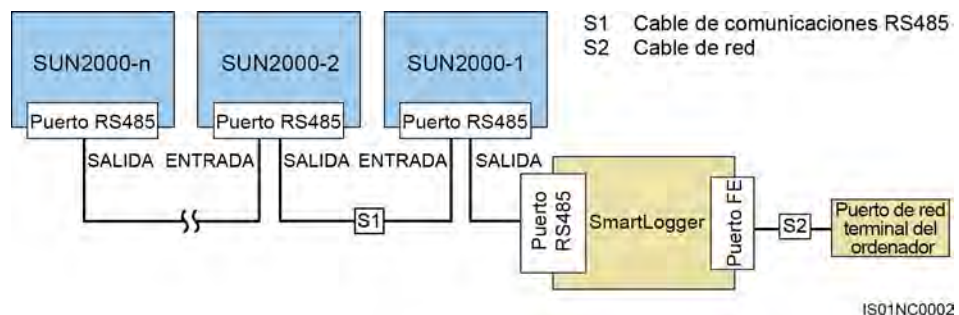 S1 Cable de comunicaciones RS485
S2 Cable de red
SUN2000-n
SUN2000-2
SUN2000-1
Puerto RS485
Puerto RS485
Puerto RS485
SALIDA ENTRADA
SALIDA ENTRADA
SALIDA
S1
Puerto
RS485
SmartLogger
Puerto FE
S2
Puerto de red
terminal del
ordenador
IS01NC0002